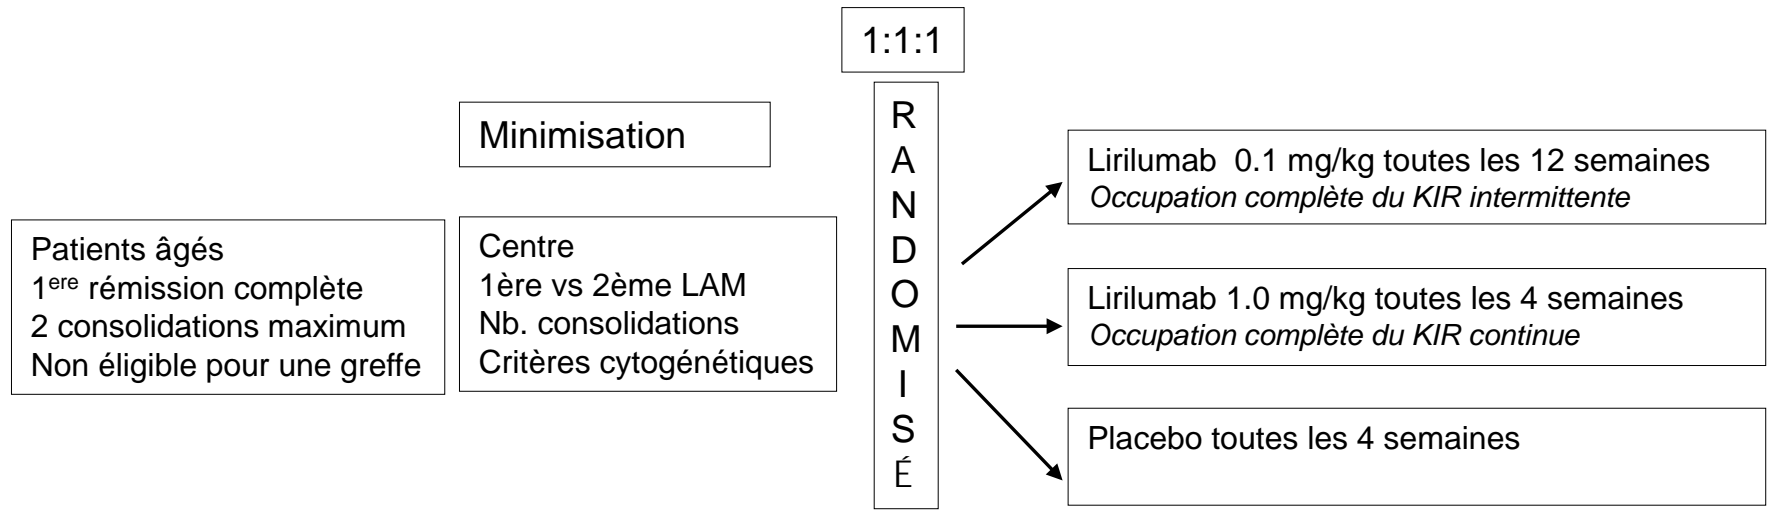 1:1:1
Minimisation
Patients âgés
1ere rémission complète
2 consolidations maximum
Non éligible pour une greffe
Centre
1ère vs 2ème LAM
Nb. consolidations
Critères cytogénétiques
R
A
N
D
O
M
I
S
É
Lirilumab 0.1 mg/kg toutes les 12 semaines
Occupation complète du KIR intermittente
Lirilumab 1.0 mg/kg toutes les 4 semaines
Occupation complète du KIR continue
Placebo toutes les 4 semaines